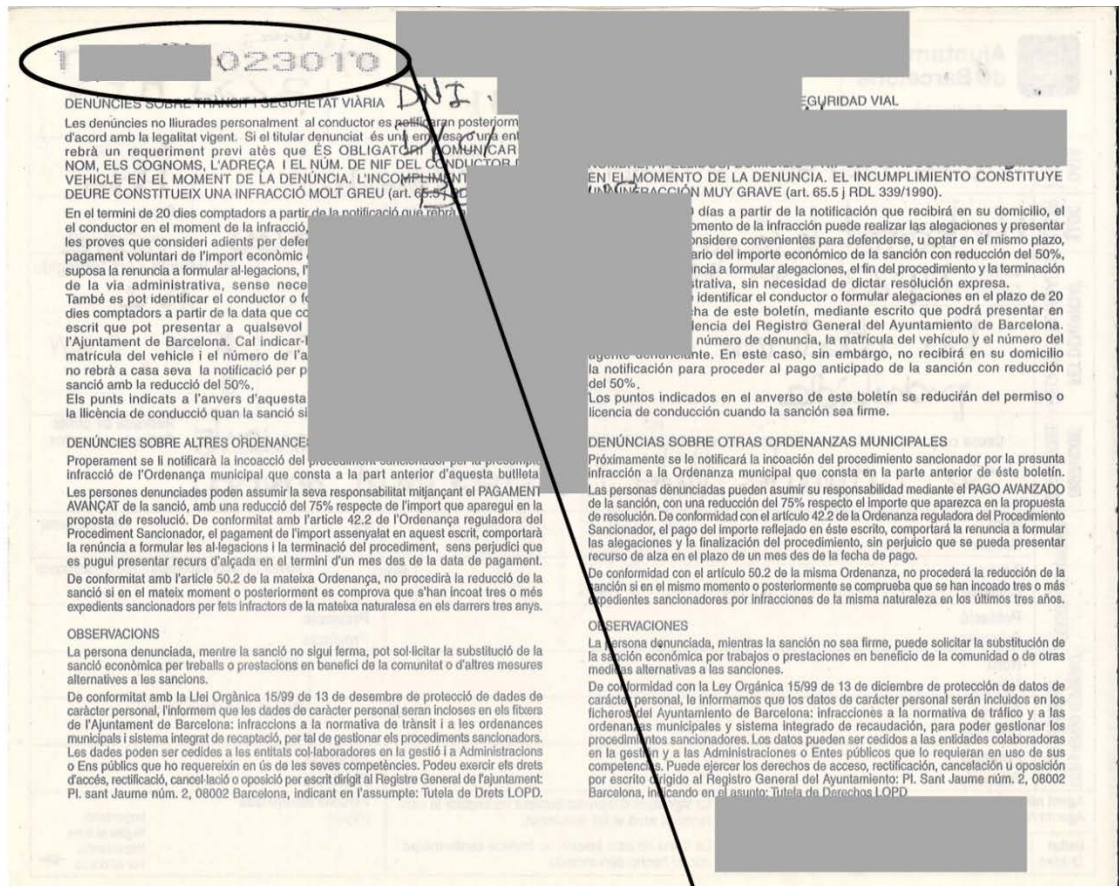 1 023010
DENÚNCIES SOBRE TRÀNSIT I SEGURETAT VIÀRIA
DNI.
Les denúncies no lliurades personalment al conductor es notificaran posteriorm
d'acord amb la legalitat vigent. Si el titular denunciat és una empresa o una ent
rebrà un requeriment previ atès que ÉS OBLIGATORI COMUNICAR
NOM, ELS COGNOMS, L'ADREÇA I EL NÚM. DE NIF DEL CONDUCTOR
VEHICLE EN EL MOMENT DE LA DENÚNCIA. L'INCOMPLIMENT
DEURE CONSTITUEIX UNA INFRACCIÓ MOLT GREU (art. 65.5 j
En el termini de 20 dies comptadors a partir de la notificació que rebrà
el conductor en el moment de la infracció,
les proves que consideri adients per defen
pagament voluntari de l'import econòmic
suposa la renuncia a formular al·legacions, l'
de la via administrativa, sense nece
També es pot identificar el conductor o fo
dies comptadors a partir de la data que co
escrit que pot presentar a qualsevol
l'Ajuntament de Barcelona. Cal indicar-
matrícula del vehicle i el número de l'a
no rebrà a casa seva la notificació per p
sanció amb la reducció del 50%.
Els punts indicats a l'anvers d'aquesta
la llicència de conducció quan la sanció si
DENÚNCIES SOBRE ALTRES ORDENANCES
Properament se li notificarà la incoacció del procediment sancionador per la presumpte
infracció de l'Ordenança municipal que consta a la part anterior d'aquesta butlleta
Les persones denunciades poden assumir la seva responsabilitat mitjançant el PAGAMENT
AVANÇAT de la sanció, amb una reducció del 75% respecte de l'import que aparegui en la
proposta de resolució. De conformitat amb l'article 42.2 de l'Ordenança reguladora del
Procediment Sancionador, el pagament de l'import assenyalat en aquest escrit, comportarà
la renúncia a formular les al·legacions i la terminació del procediment, sens perjudici que
es pugui presentar recurs d'alçada en el termini d'un mes des de la data de pagament.
De conformitat amb l'article 50.2 de la mateixa Ordenança, no procedirà la reducció de la
sanció si en el mateix moment o posteriorment es comprova que s'han incoat tres o més
expedients sancionadors per fets infractors de la mateixa naturalesa en els darrers tres anys.
OBSERVACIONS
La persona denunciada, mentre la sanció no sigui ferma, pot sol·licitar la substitució de la
sanció econòmica per treballs o prestacions en benefici de la comunitat o d'altres mesures
alternatives a les sancions.
De conformitat amb la Llei Orgànica 15/99 de 13 de desembre de protecció de dades de
caràcter personal, l'informem que les dades de caràcter personal seran incloses en els fitxers
de l'Ajuntament de Barcelona: infraccions a la normativa de trànsit i a les ordenances
municipals i sistema integrat de recaptació, per tal de gestionar els procediments sancionadors.
Les dades poden ser cedides a les entitats col·laboradores en la gestió i a Administracions
o Ens públics que ho requereixin en ús de les seves competències. Podeu exercir els drets
d'accés, rectificació, cancel·lació o oposició per escrit dirigit al Registre General de l'ajuntament:
Pl. sant Jaume núm. 2, 08002 Barcelona, indicant en l'assumpte: Tutela de Drets LOPD.
EGURIDAD VIAL
EN EL MOMENTO DE LA DENUNCIA. EL INCUMPLIMIENTO CONSTITUYE
INFRACCIÓN MUY GRAVE (art. 65.5 j RDL 339/1990).
días a partir de la notificación que recibirá en su domicilio, el
omento de la infracción puede realizar las alegaciones y presentar
onsidere convenientes para defenderse, u optar en el mismo plazo,
ario del importe económico de la sanción con reducción del 50%,
ncia a formular alegaciones, el fin del procedimiento y la terminación
strativa, sin necesidad de dictar resolución expresa.
identificar el conductor o formular alegaciones en el plazo de 20
ha de este boletín, mediante escrito que podrá presentar en
dencia del Registro General del Ayuntamiento de Barcelona.
número de denuncia, la matrícula del vehículo y el número del
agente denunciante. En este caso, sin embargo, no recibirá en su domicilio
la notificación para proceder al pago anticipado de la sanción con reducción
del 50%.
Los puntos indicados en el anverso de este boletín se reducirán del permiso o
licencia de conducción cuando la sanción sea firme.
DENÚNCIAS SOBRE OTRAS ORDENANZAS MUNICIPALES
Próximamente se le notificará la incoación del procedimiento sancionador por la presunta
infracción a la Ordenanza municipal que consta en la parte anterior de éste boletín.
Las personas denunciadas pueden asumir su responsabilidad mediante el PAGO AVANZADO
de la sanción, con una reducción del 75% respecto el importe que aparezca en la propuesta
de resolución. De conformidad con el artículo 42.2 de la Ordenanza reguladora del Procedimiento
Sancionador, el pago del importe reflejado en éste escrito, comportará la renuncia a formular
las alegaciones y la finalización del procedimiento, sin perjuicio que se pueda presentar
recurso de alza en el plazo de un mes des de la fecha de pago.
De conformidad con el artículo 50.2 de la misma Ordenanza, no procederá la reducción de la
sanción si en el mismo momento o posteriormente se comprueba que se han incoado tres o más
expedientes sancionadores por infracciones de la misma naturaleza en los últimos tres años.
OBSERVACIONES
La persona denunciada, mientras la sanción no sea firme, puede solicitar la substitución de
la sanción económica por trabajos o prestaciones en beneficio de la comunidad o de otras
medidas alternativas a las sanciones.
De conformidad con la Ley Orgánica 15/99 de 13 de diciembre de protección de datos de
carácter personal, le informamos que los datos de carácter personal serán incluidos en los
ficheros del Ayuntamiento de Barcelona: infracciones a la normativa de tráfico y a las
ordenanzas municipales y sistema integrado de recaudación, para poder gestionar los
procedimientos sancionadores. Los datos pueden ser cedidos a las entidades colaboradoras
en la gestión y a las Administraciones o Entes públicos que lo requieran en uso de sus
competencias. Puede ejercer los derechos de acceso, rectificación, cancelación u oposición
por escrito dirigido al Registro General del Ayuntamiento: Pl. Sant Jaume núm. 2, 08002
Barcelona, indicando en el asunto: Tutela de Derechos LOPD